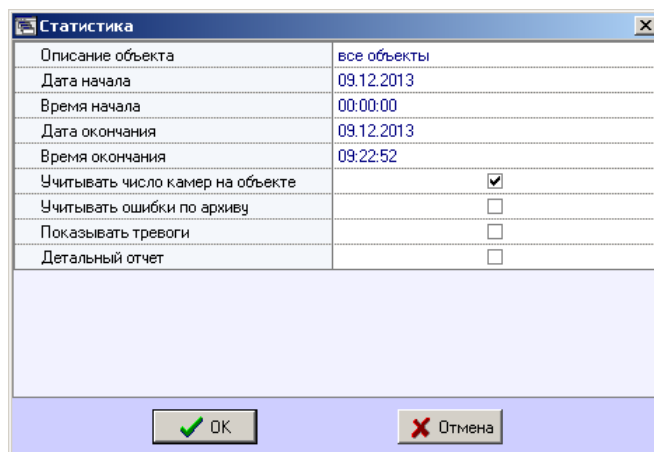 Статистика
Описание объекта все объекты
Дата начала 09.12.2013
Время начала 00:00:00
Дата окончания 09.12.2013
Время окончания 09:22:52
Учитывать число камер на объекте
Учитывать ошибки по архиву
Показывать тревоги
Детальный отчет
OK Отмена